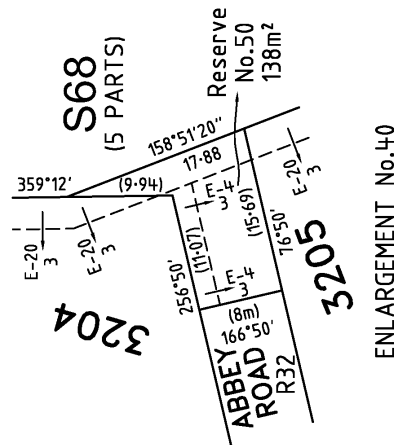 S68
(5 PARTS)
Reserve
No.50
138m²
359°12'
158°51'20"
17·88
(9·94)
E-20
3
E-20
3
E-20
3
E-4
3
E-4
3
256°50'
(11·07)
(15·69)
76°50'
(8m)
166°50'
3204
3205
ABBEY
ROAD
R32
ENLARGEMENT No.40